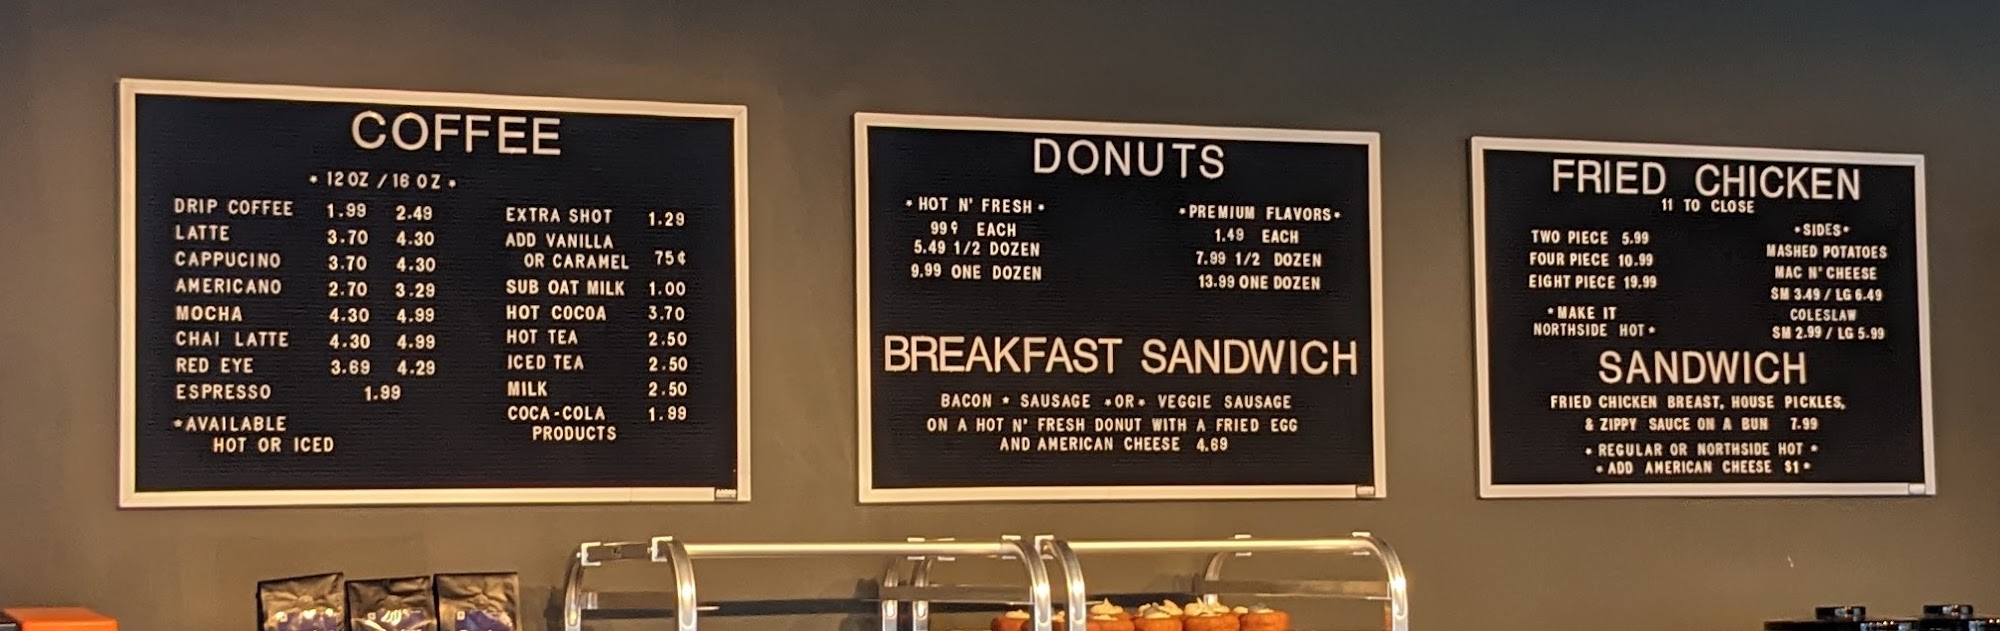 COFFEE
• 12 OZ / 16 OZ •
DRIP COFFEE 1.99 2.49
LATTE 3.70 4.30
CAPPUCINO 3.70 4.30
AMERICANO 2.70 3.29
MOCHA 4.30 4.99
CHAI LATTE 4.30 4.99
RED EYE 3.69 4.29
ESPRESSO 1.99
*AVAILABLE
HOT OR ICED
EXTRA SHOT 1.29
ADD VANILLA
OR CARAMEL 75¢
SUB OAT MILK 1.00
HOT COCOA 3.70
HOT TEA 2.50
ICED TEA 2.50
MILK 2.50
COCA-COLA 1.99
PRODUCTS
DONUTS
• HOT N' FRESH •
99¢ EACH
5.49 1/2 DOZEN
9.99 ONE DOZEN
• PREMIUM FLAVORS •
1.49 EACH
7.99 1/2 DOZEN
13.99 ONE DOZEN
BREAKFAST SANDWICH
BACON • SAUSAGE • OR • VEGGIE SAUSAGE
ON A HOT N' FRESH DONUT WITH A FRIED EGG
AND AMERICAN CHEESE 4.69
FRIED CHICKEN
11 TO CLOSE
TWO PIECE 5.99
FOUR PIECE 10.99
EIGHT PIECE 19.99
• MAKE IT
NORTHSIDE HOT •
• SIDES •
MASHED POTATOES
MAC N' CHEESE
SM 3.49 / LG 6.49
COLESLAW
SM 2.99 / LG 5.99
SANDWICH
FRIED CHICKEN BREAST, HOUSE PICKLES,
& ZIPPY SAUCE ON A BUN 7.99
• REGULAR OR NORTHSIDE HOT •
• ADD AMERICAN CHEESE $1 •